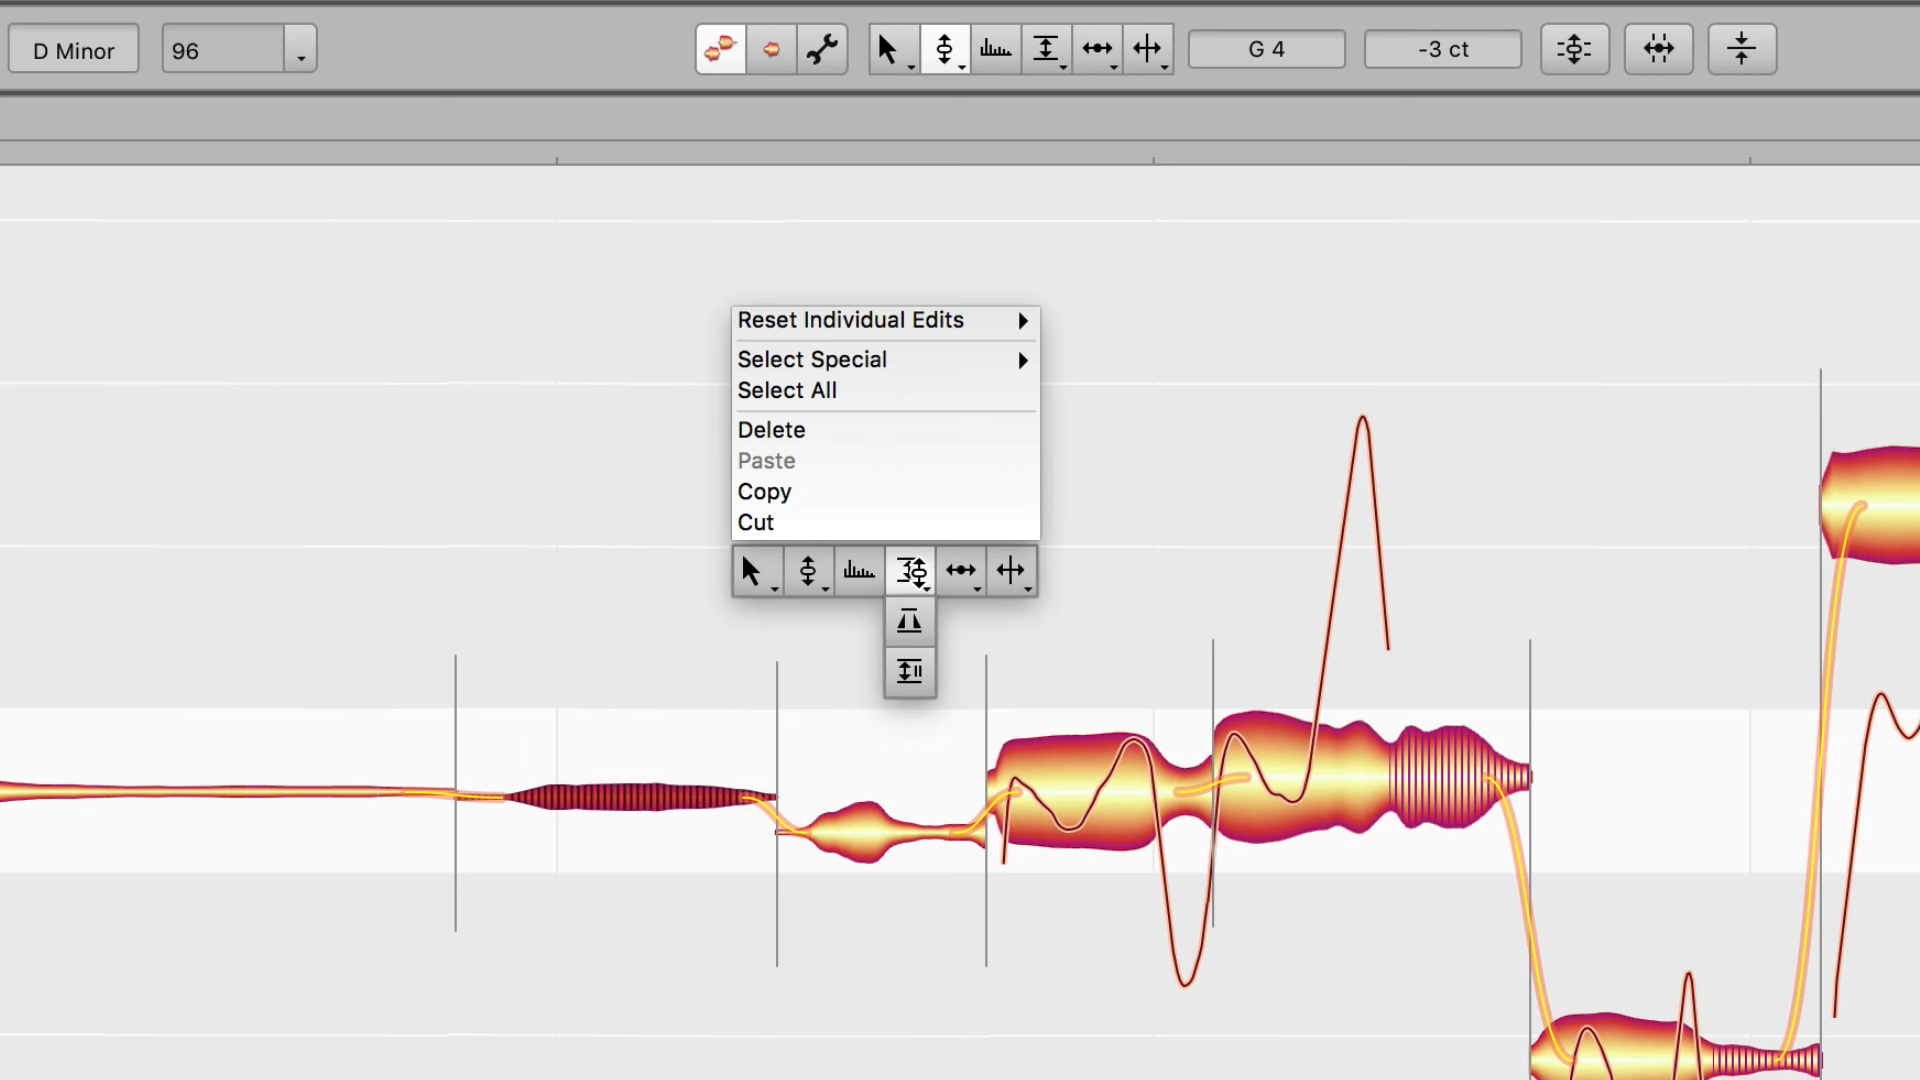 D Minor
96
G 4
-3 ct
Reset Individual Edits
Select Special
Select All
Delete
Paste
Copy
Cut